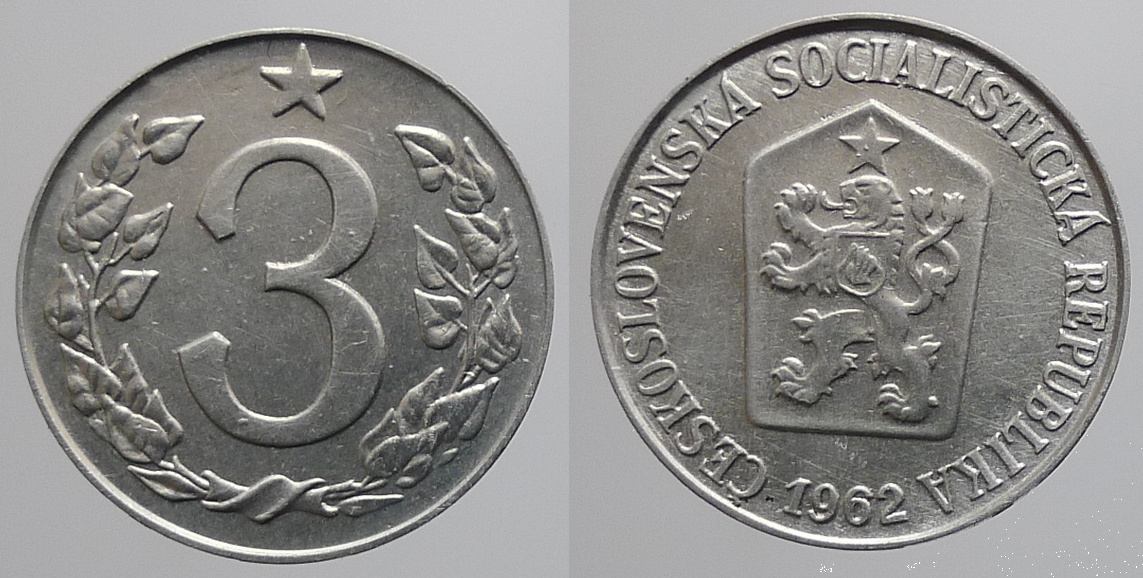 3
ČESKOSLOVENSKÁ SOCIALISTICKÁ REPUBLIKA
· 1962